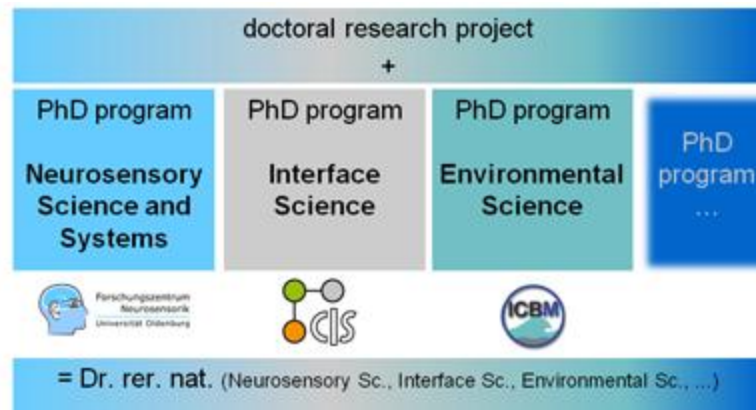 doctoral research project
+
PhD program
Neurosensory
Science and
Systems
PhD program
Interface
Science
PhD program
Environmental
Science
PhD
program
...
Forschungszentrum
Neurosensorik
Universität Oldenburg
CIS
ICBM
= Dr. rer. nat. (Neurosensory Sc., Interface Sc., Environmental Sc., ...)